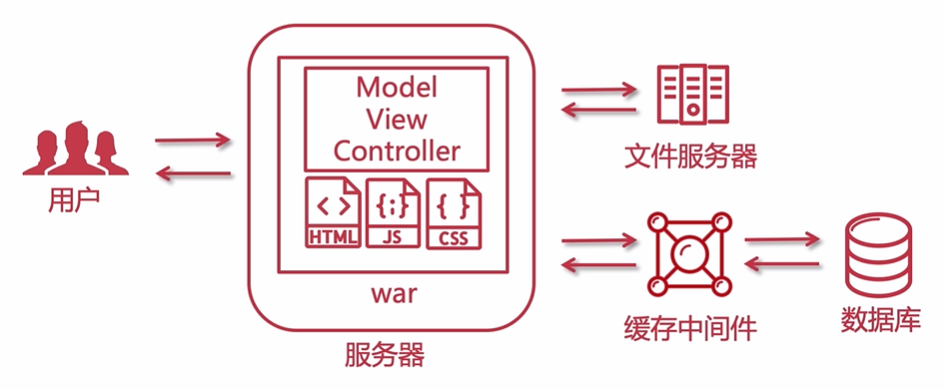 用户
Model
View
Controller
< >
HTML
{;}
JS
{ }
CSS
war
服务器
文件服务器
缓存中间件
数据库